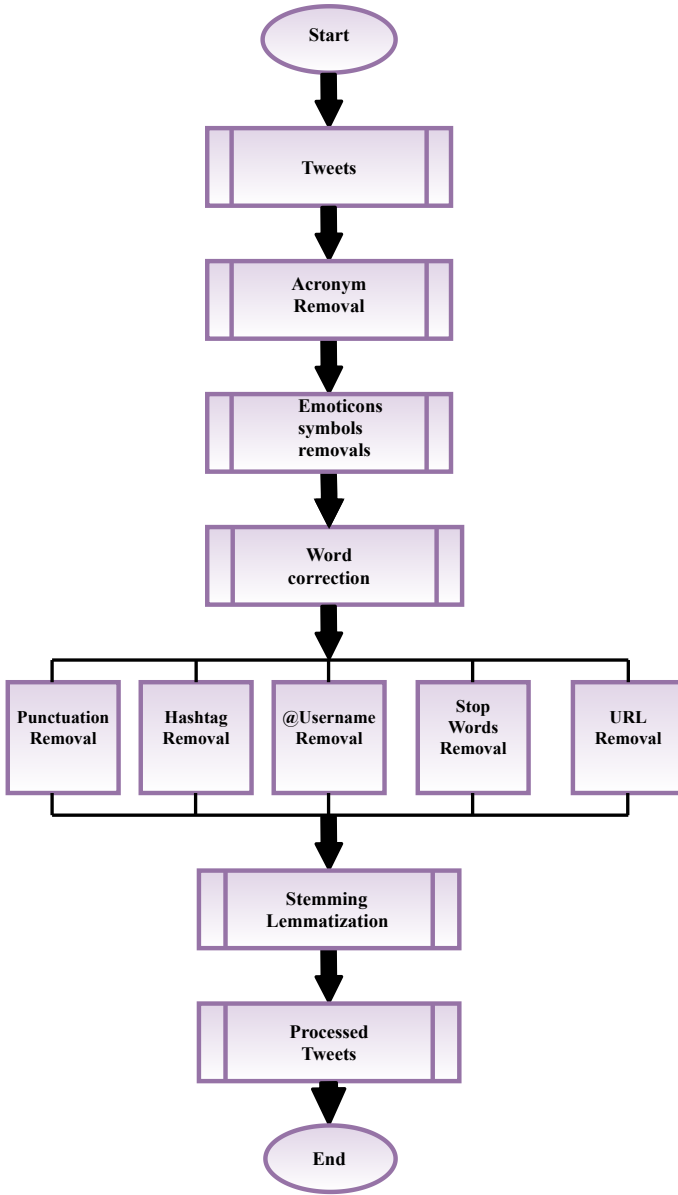 Start
Tweets
Acronym
Removal
Emoticons
symbols
removals
Word
correction
Punctuation
Removal
Hashtag
Removal
@Username
Removal
Stop
Words
Removal
URL
Removal
Stemming
Lemmatization
Processed
Tweets
End